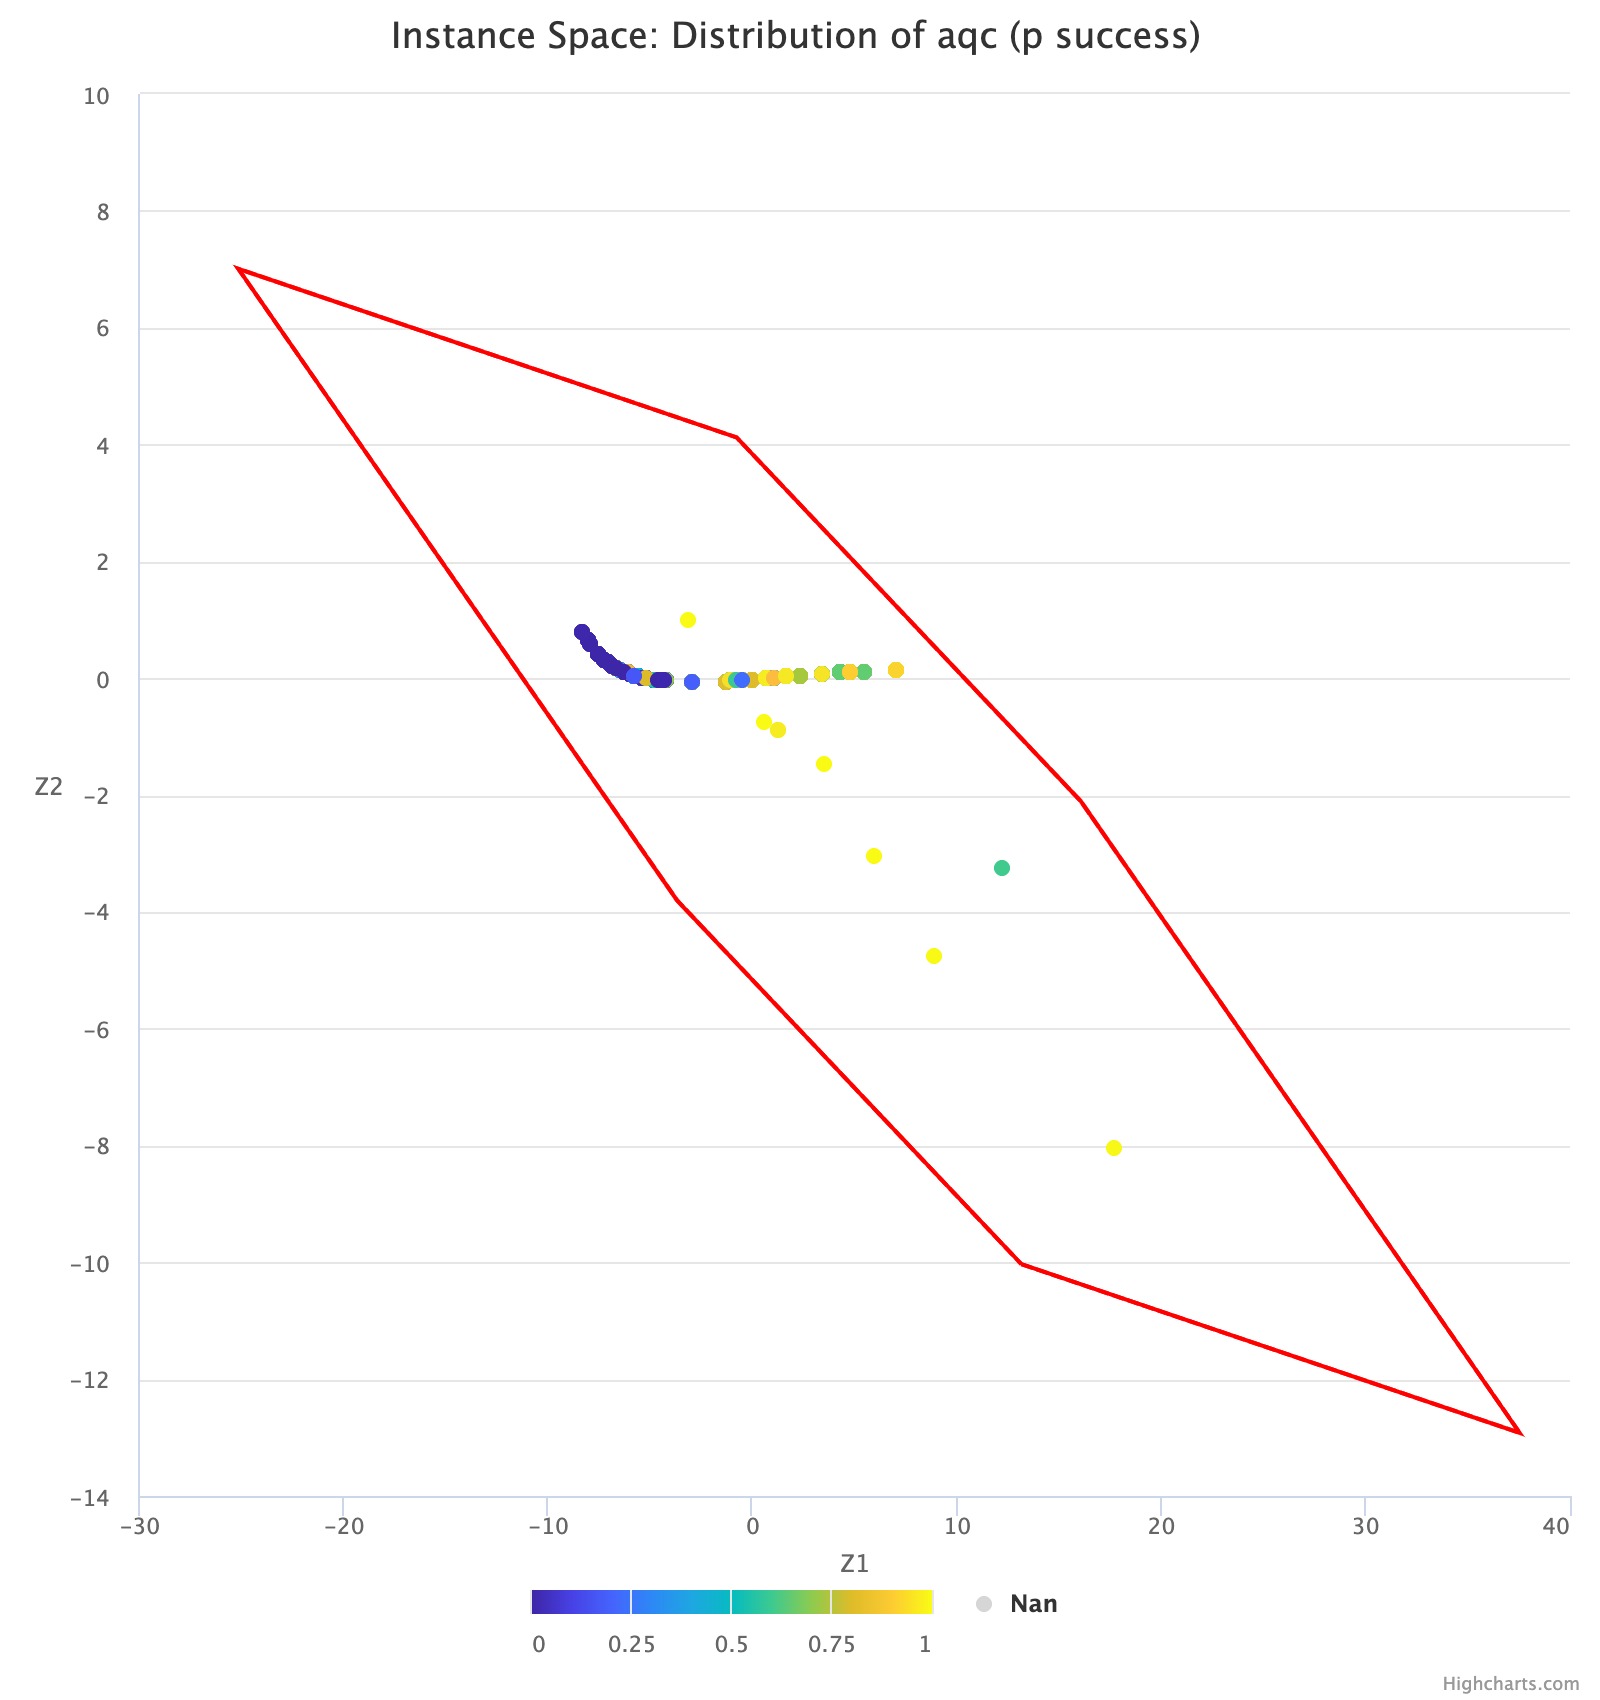 Instance Space: Distribution of aqc (p success)
10
8
6
4
2
0
Z2
−2
−4
−6
−8
−10
−12
−14
−30 −20 −10 0 10 20 30 40
Z1
Nan
0 0.25 0.5 0.75 1
Highcharts.com